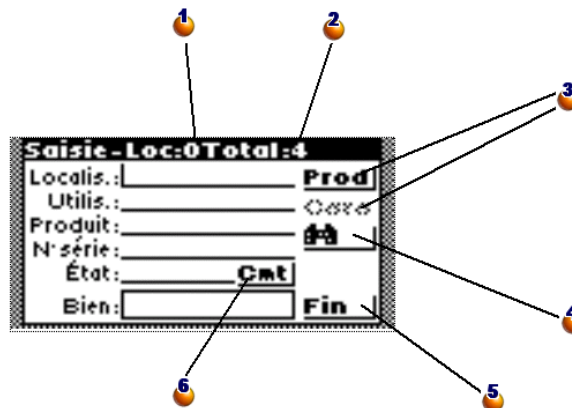 1
2
3
Saisie-Loc:0Total:4
Localis.: Prod
Utilis.: Cara
Produit:
N°série:
État: Cmt
Bien: Fin
4
5
6